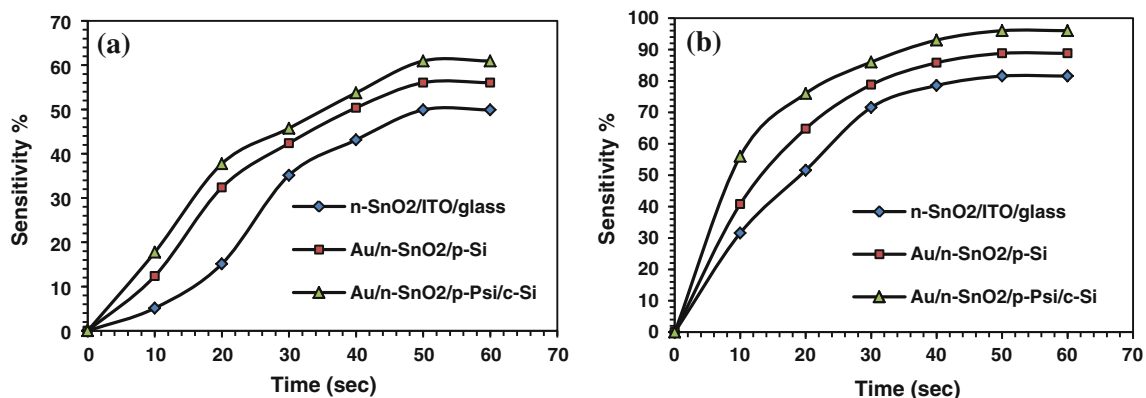 (a)
Sensitivity %
70
60
50
40
30
20
10
0
n-SnO2/ITO/glass
Au/n-SnO2/p-Si
Au/n-SnO2/p-Psi/c-Si
0 10 20 30 40 50 60 70
Time (sec)
(b)
Sensitivity %
100
90
80
70
60
50
40
30
20
10
0
n-SnO2/ITO/glass
Au/n-SnO2/p-Si
Au/n-SnO2/p-Psi/c-Si
0 10 20 30 40 50 60 70
Time (sec)